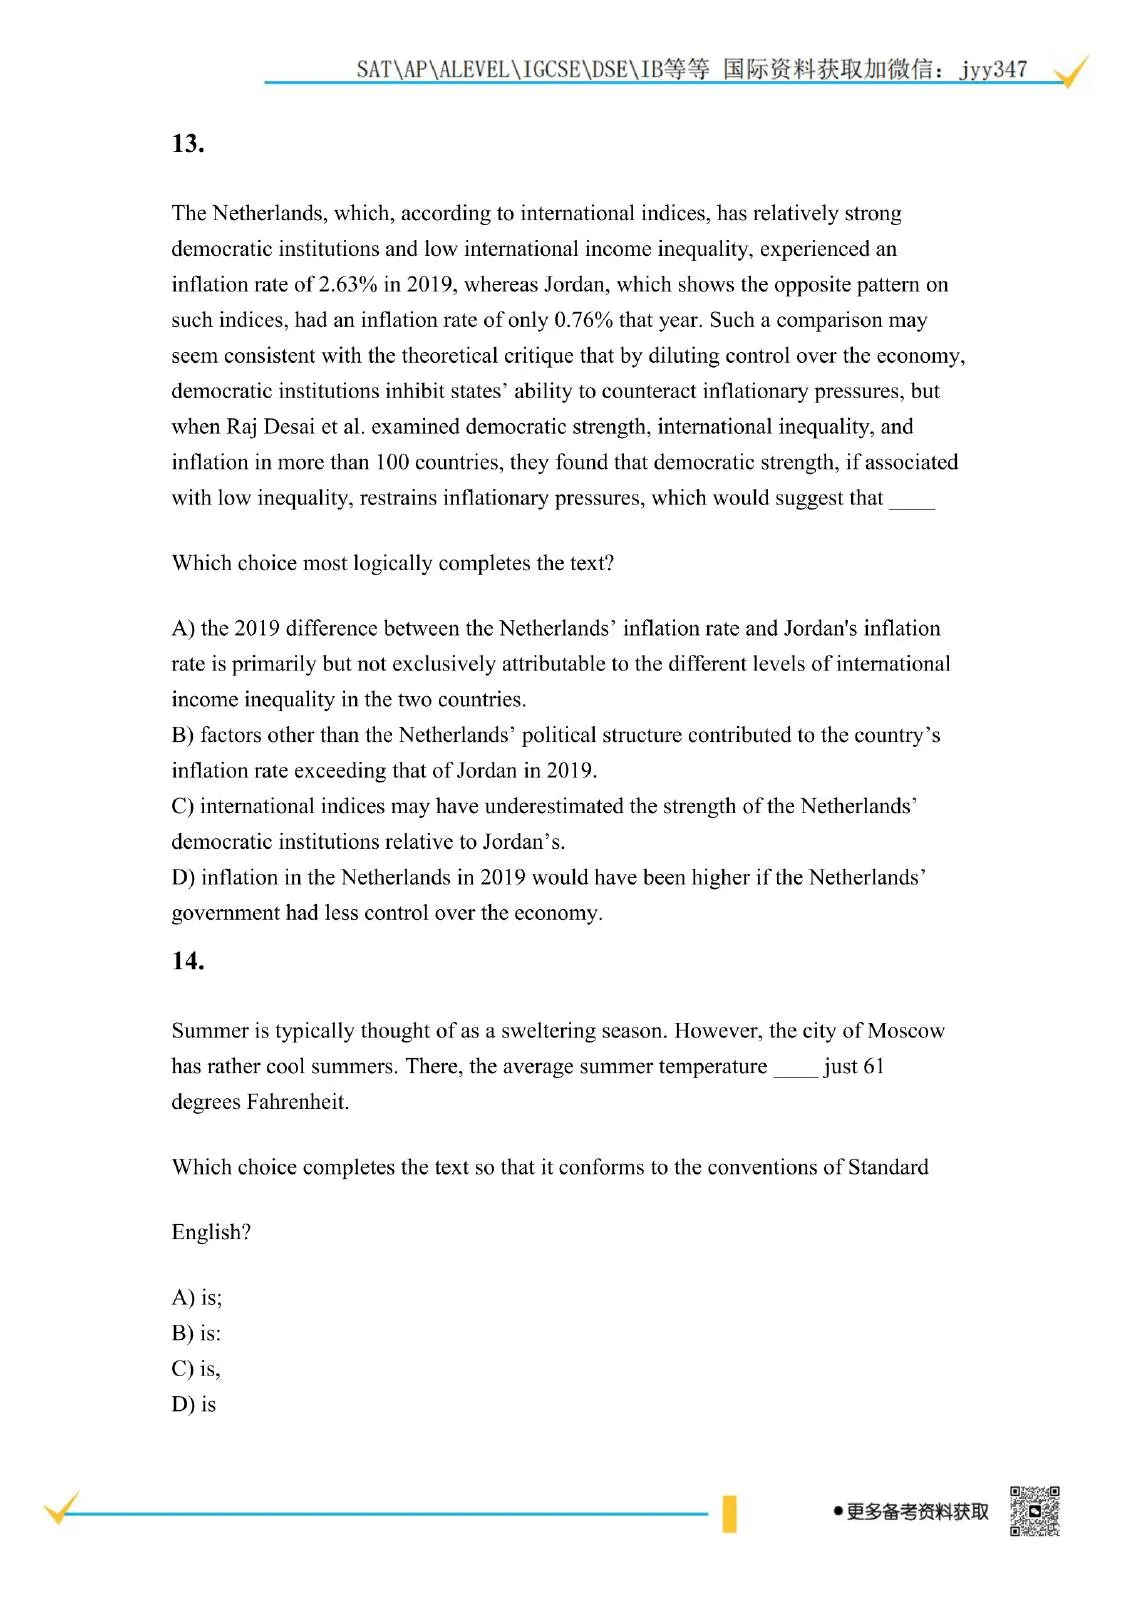 SAT\AP\ALEVEL\IGCSE\DSE\IB等等 国际资料获取加微信：jyy347
13.
The Netherlands, which, according to international indices, has relatively strong
democratic institutions and low international income inequality, experienced an
inflation rate of 2.63% in 2019, whereas Jordan, which shows the opposite pattern on
such indices, had an inflation rate of only 0.76% that year. Such a comparison may
seem consistent with the theoretical critique that by diluting control over the economy,
democratic institutions inhibit states’ ability to counteract inflationary pressures, but
when Raj Desai et al. examined democratic strength, international inequality, and
inflation in more than 100 countries, they found that democratic strength, if associated
with low inequality, restrains inflationary pressures, which would suggest that ____
Which choice most logically completes the text?
A) the 2019 difference between the Netherlands’ inflation rate and Jordan's inflation
rate is primarily but not exclusively attributable to the different levels of international
income inequality in the two countries.
B) factors other than the Netherlands’ political structure contributed to the country’s
inflation rate exceeding that of Jordan in 2019.
C) international indices may have underestimated the strength of the Netherlands’
democratic institutions relative to Jordan’s.
D) inflation in the Netherlands in 2019 would have been higher if the Netherlands’
government had less control over the economy.
14.
Summer is typically thought of as a sweltering season. However, the city of Moscow
has rather cool summers. There, the average summer temperature ____ just 61
degrees Fahrenheit.
Which choice completes the text so that it conforms to the conventions of Standard
English?
A) is;
B) is:
C) is,
D) is
●更多备考资料获取